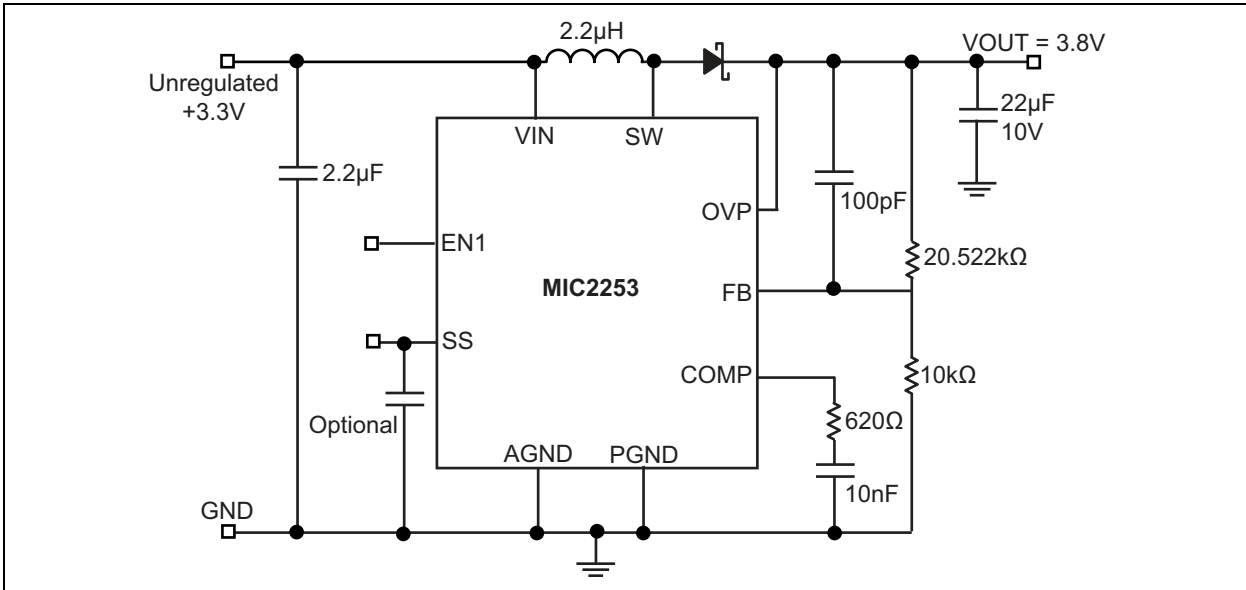 2.2µH
VOUT = 3.8V
Unregulated
+3.3V
22µF
10V
VIN
SW
2.2µF
100pF
OVP
EN1
20.522kΩ
MIC2253
FB
SS
COMP
10kΩ
Optional
620Ω
AGND
PGND
10nF
GND